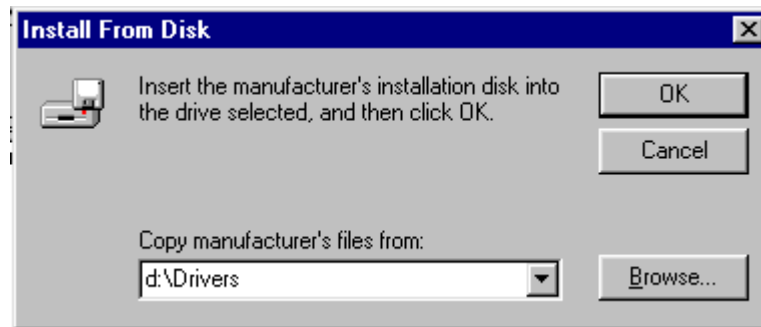 Install From Disk
Insert the manufacturer's installation disk into
the drive selected, and then click OK.
OK
Cancel
Copy manufacturer's files from:
d:\Drivers
Browse...